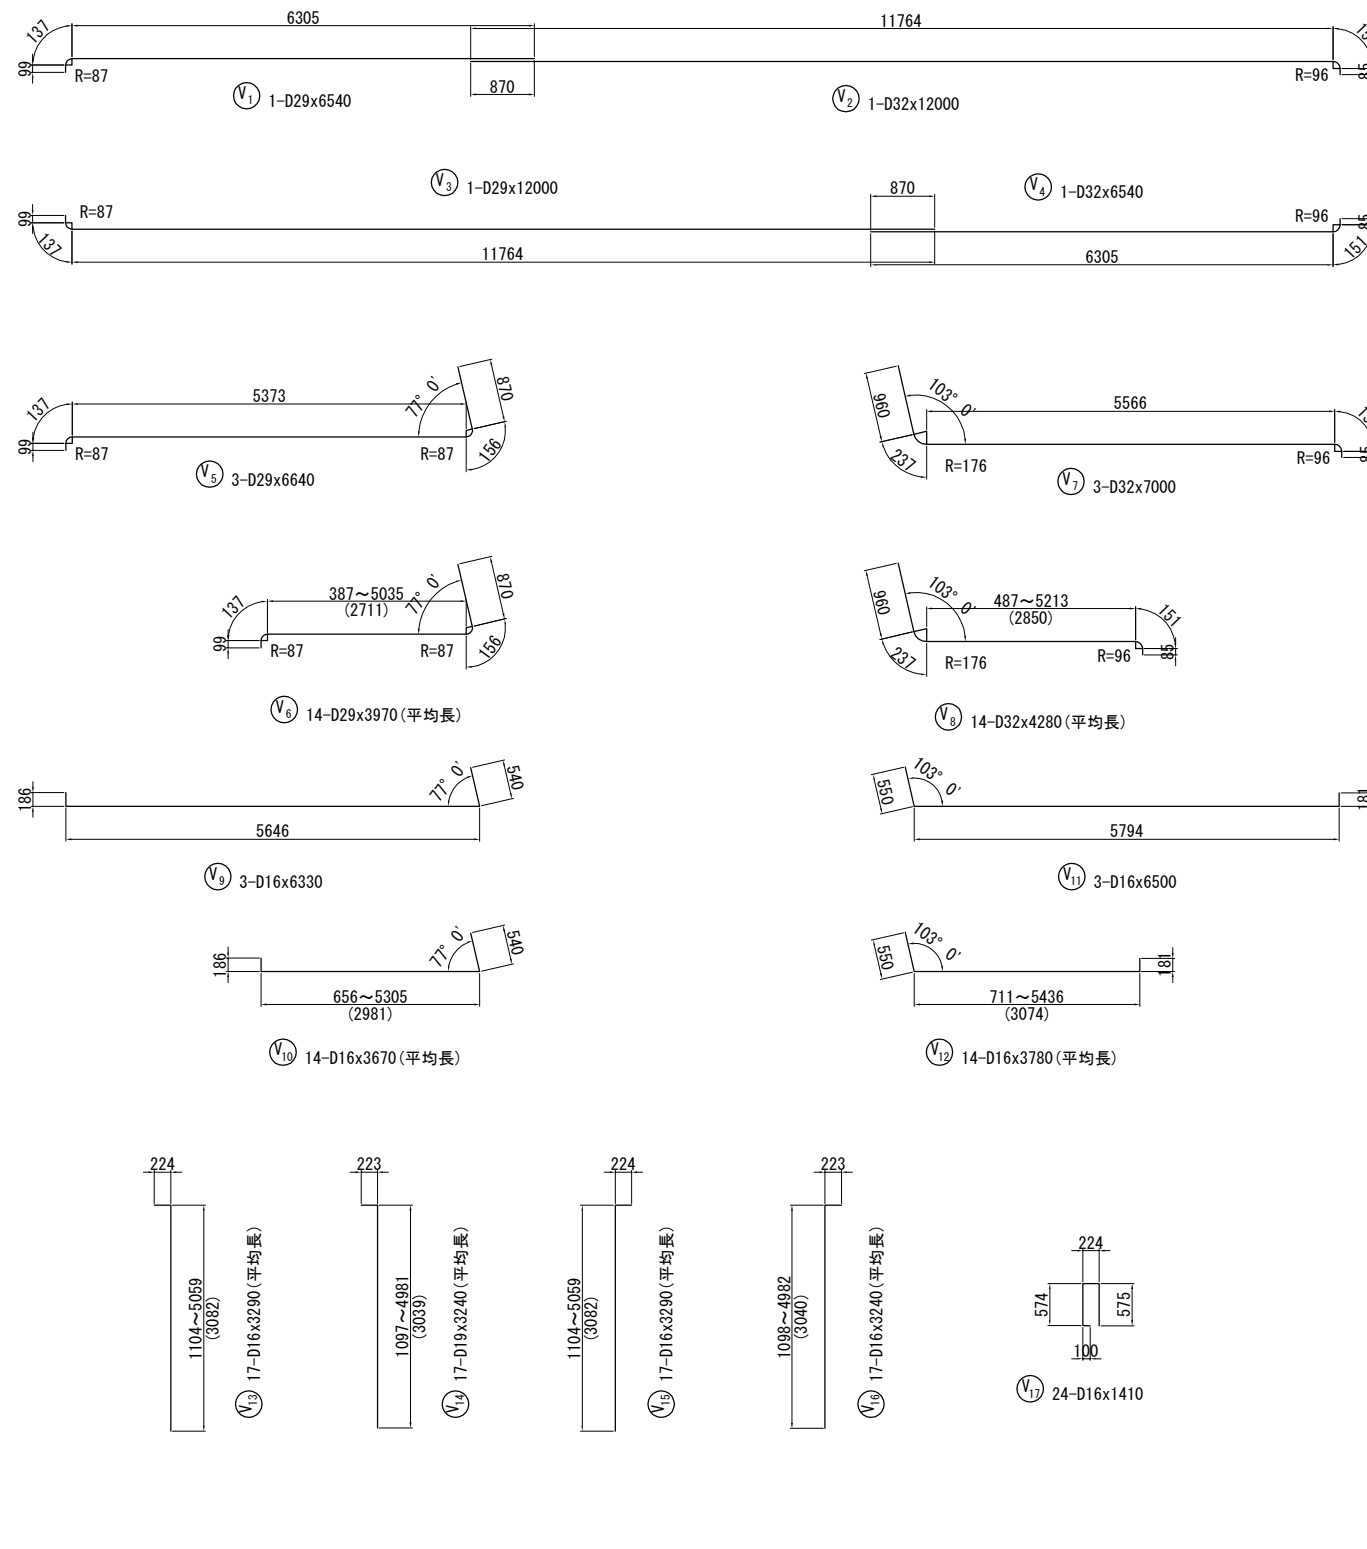 6305
11764
137
99
R=87
870
R=96
85
V1 1-D29x6540
V2 1-D32x12000
V3 1-D29x12000
V4 1-D32x6540
870
99
R=87
137
R=96
85
151
11764
6305
137
99
5373
77° 0'
870
R=87
R=87
156
V5 3-D29x6640
960
103° 0'
5566
237
R=176
R=96
85
V7 3-D32x7000
137
99
387～5035
(2711)
77° 0'
870
R=87
R=87
156
V6 14-D29x3970(平均長)
960
103° 0'
487～5213
(2850)
151
85
237
R=176
R=96
V8 14-D32x4280(平均長)
186
77° 0'
540
5646
V9 3-D16x6330
550
103° 0'
181
5794
V11 3-D16x6500
186
77° 0'
540
656～5305
(2981)
V10 14-D16x3670(平均長)
550
103° 0'
181
711～5436
(3074)
V12 14-D16x3780(平均長)
224
1104～5059
(3082)
V13 17-D16x3290(平均長)
223
1097～4981
(3039)
V14 17-D19x3240(平均長)
224
1104～5059
(3082)
V15 17-D16x3290(平均長)
223
1098～4982
(3040)
V16 17-D16x3240(平均長)
224
574
575
100
V17 24-D16x1410